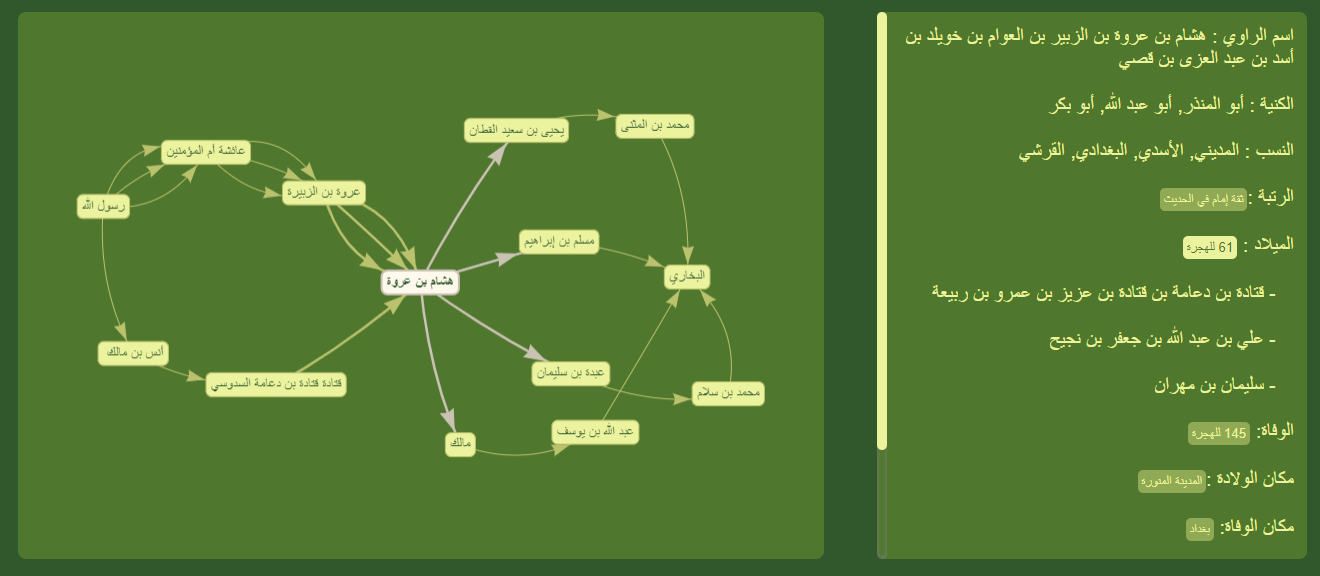 اسم الراوي : هشام بن عروة بن الزبير بن العوام بن خويلد بن
أسد بن عبد العزى بن قصي
الكنية : أبو المنذر, أبو عبد الله, أبو بكر
النسب : المديني, الأسدي, البغدادي, القرشي
الرتبة : ثقة إمام في الحديث
الميلاد : 61 للهجرة
- قتادة بن دعامة بن قتادة بن عزيز بن عمرو بن ربيعة
- علي بن عبد الله بن جعفر بن نجيح
- سليمان بن مهران
الوفاة: 145 للهجرة
مكان الولادة : المدينة المنورة
مكان الوفاة: بغداد
محمد بن المثنى
يحيى بن سعيد القطان
عائشة أم المؤمنين
عروة بن الزبيرة
رسول الله
مسلم بن إبراهيم
البخاري
هشام بن عروة
أنس بن مالك
قتادة قتادة بن دعامة السدوسي
عبدة بن سليمان
محمد بن سلام
عبد الله بن يوسف
مالك